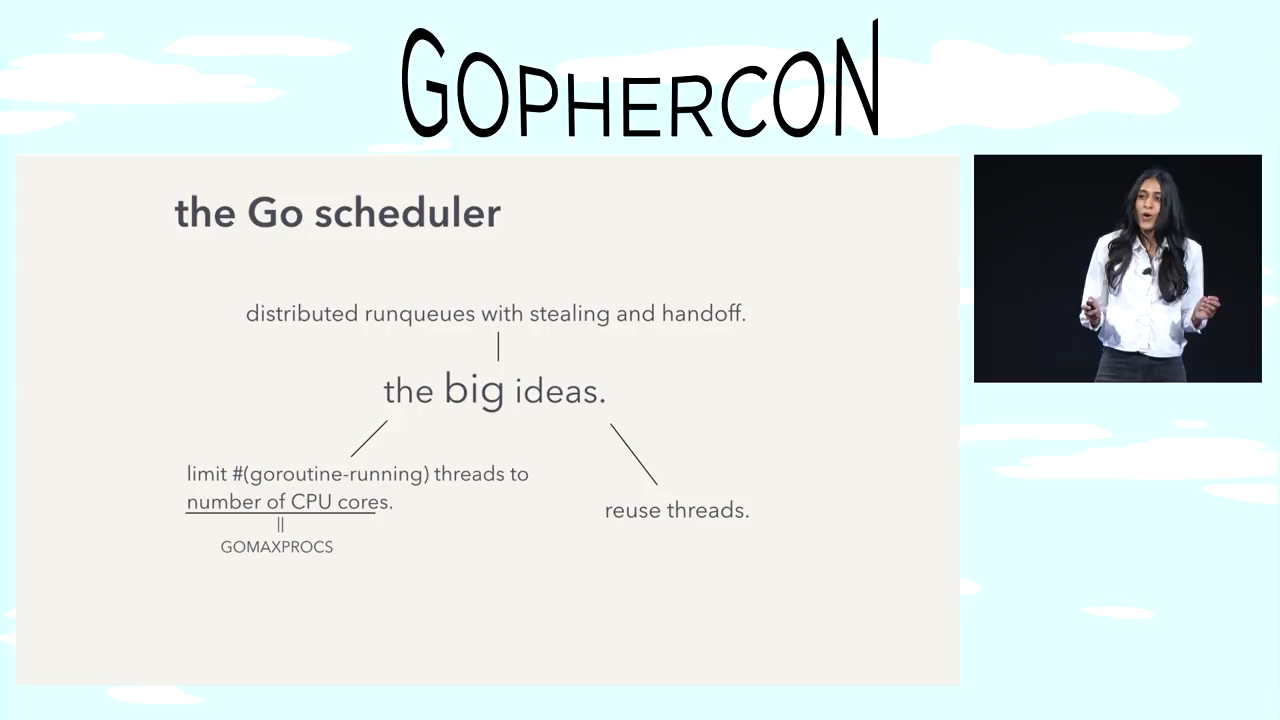 GOPHERCON
the Go scheduler
distributed runqueues with stealing and handoff.
the big ideas.
limit #(goroutine-running) threads to
number of CPU cores.
||
GOMAXPROCS
reuse threads.